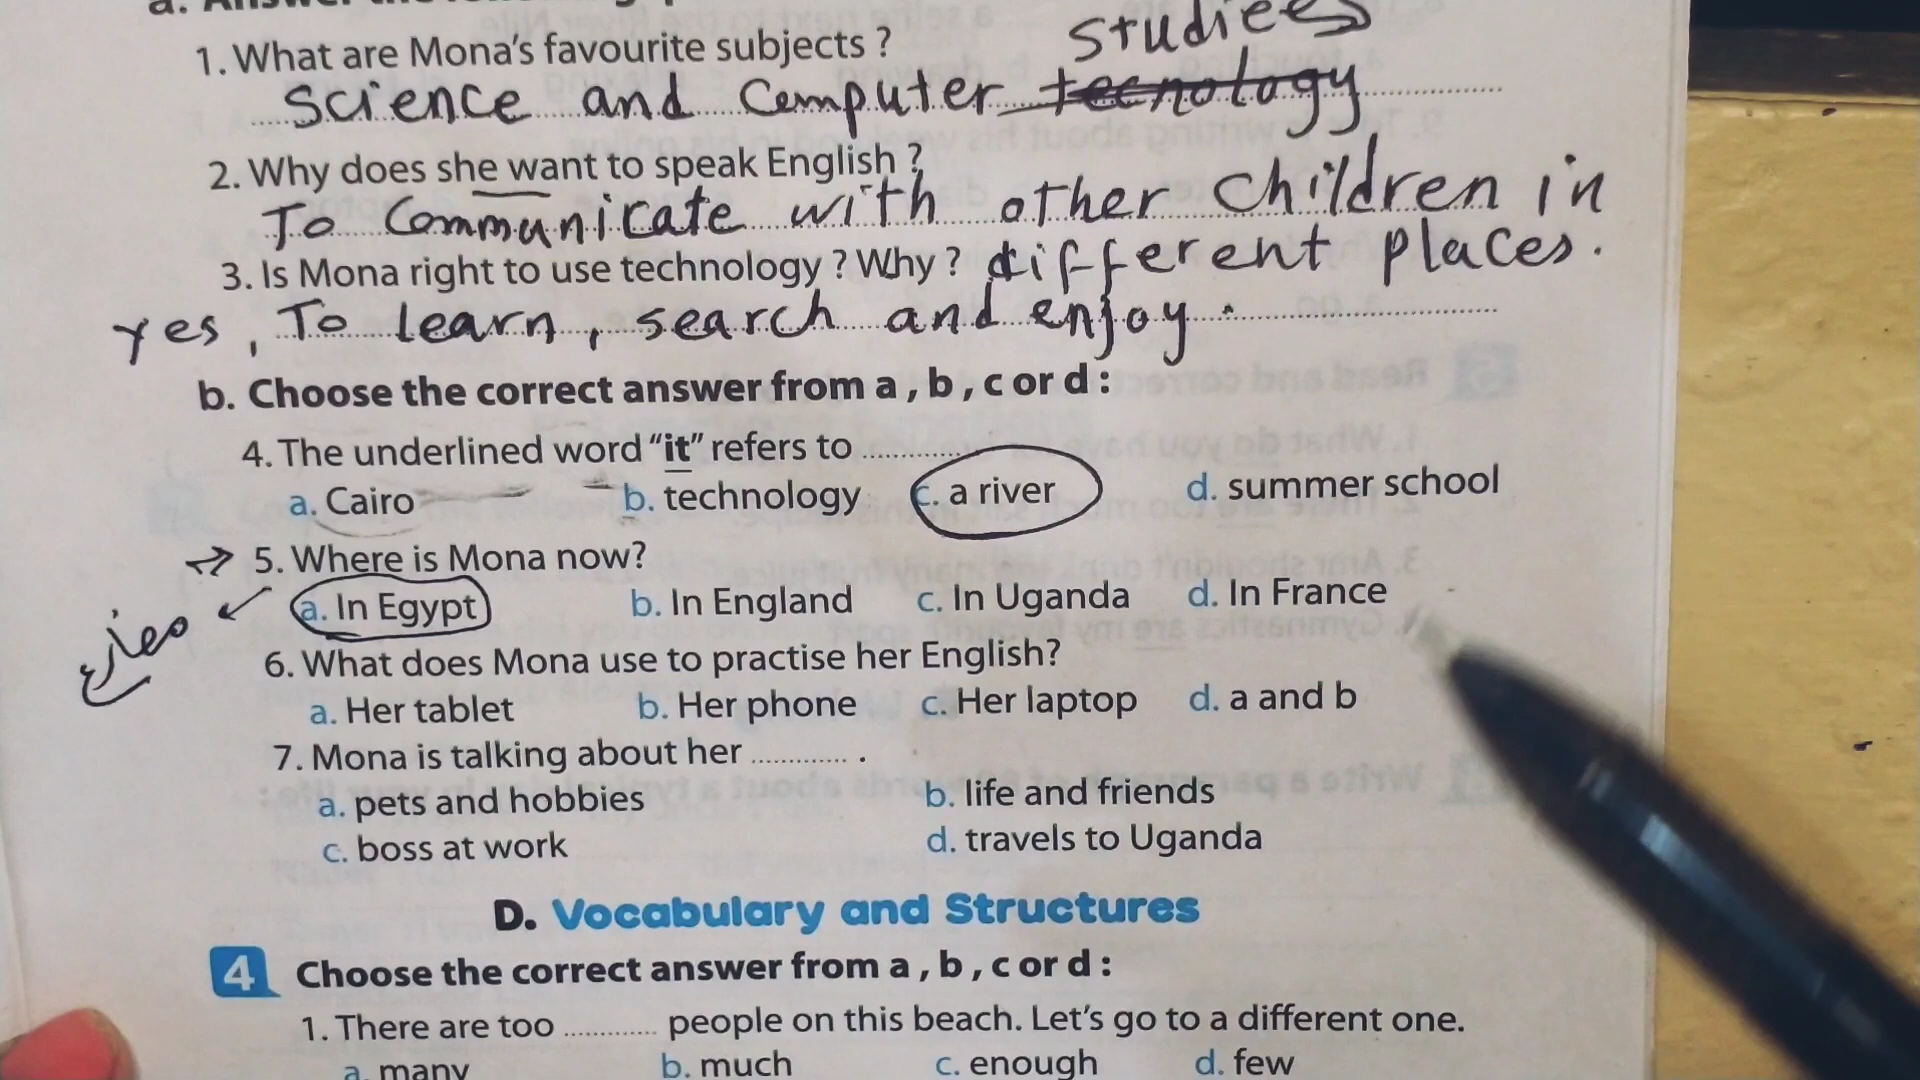 1. What are Mona's favourite subjects ?
studies
Science and Computer tecnology
2. Why does she want to speak English ?
To Communicate with other children in
different places.
3. Is Mona right to use technology ? Why ?
yes, To learn, search and enjoy.
b. Choose the correct answer from a , b , c or d :
4. The underlined word "it" refers to ............
a. Cairo b. technology c. a river d. summer school
5. Where is Mona now?
a. In Egypt b. In England c. In Uganda d. In France
6. What does Mona use to practise her English?
a. Her tablet b. Her phone c. Her laptop d. a and b
7. Mona is talking about her ............ .
a. pets and hobbies b. life and friends
c. boss at work d. travels to Uganda
D. Vocabulary and Structures
4 Choose the correct answer from a , b , c or d :
1. There are too ............ people on this beach. Let's go to a different one.
a. many b. much c. enough d. few